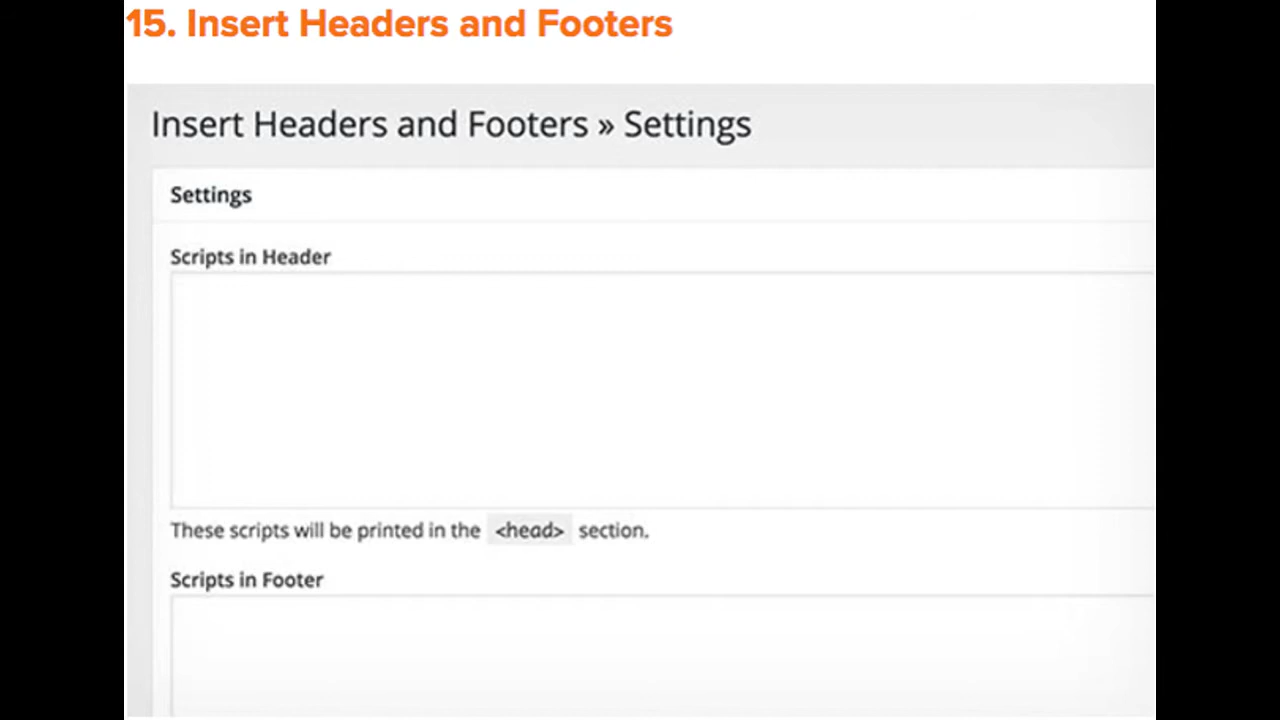 15. Insert Headers and Footers
Insert Headers and Footers » Settings
Settings
Scripts in Header
These scripts will be printed in the <head> section.
Scripts in Footer